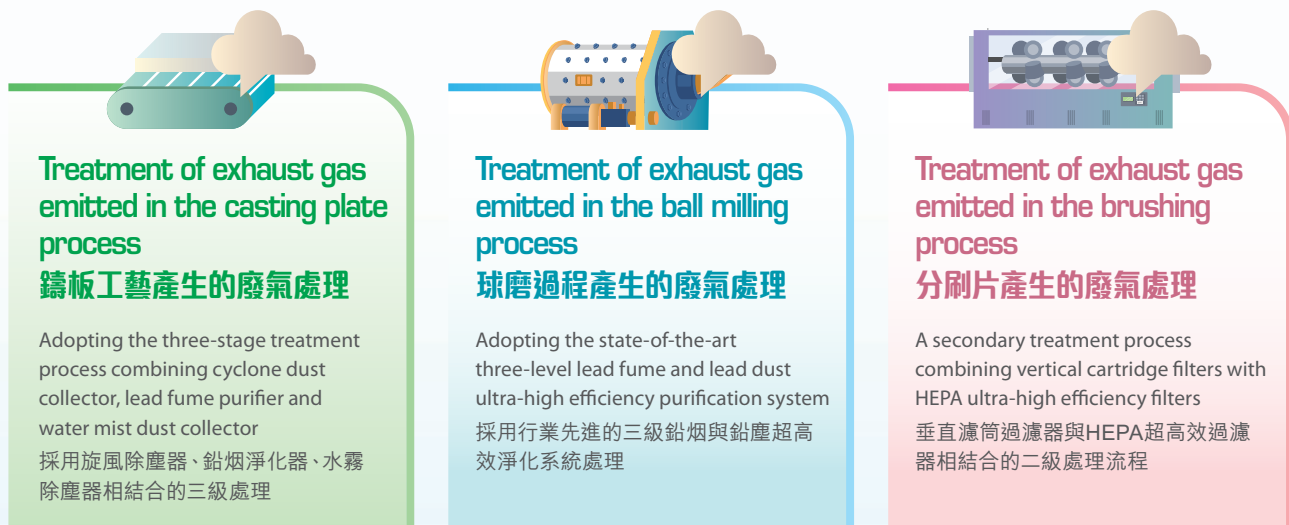 Treatment of exhaust gas
emitted in the casting plate
process
鑄板工藝產生的廢氣處理
Adopting the three-stage treatment
process combining cyclone dust
collector, lead fume purifier and
water mist dust collector
採用旋風除塵器、鉛烟淨化器、水霧
除塵器相結合的三級處理
Treatment of exhaust gas
emitted in the ball milling
process
球磨過程產生的廢氣處理
Adopting the state-of-the-art
three-level lead fume and lead dust
ultra-high efficiency purification system
採用行業先進的三級鉛烟與鉛塵超高
效淨化系統處理
Treatment of exhaust gas
emitted in the brushing
process
分刷片產生的廢氣處理
A secondary treatment process
combining vertical cartridge filters with
HEPA ultra-high efficiency filters
垂直濾筒過濾器與HEPA超高效過濾
器相結合的二級處理流程